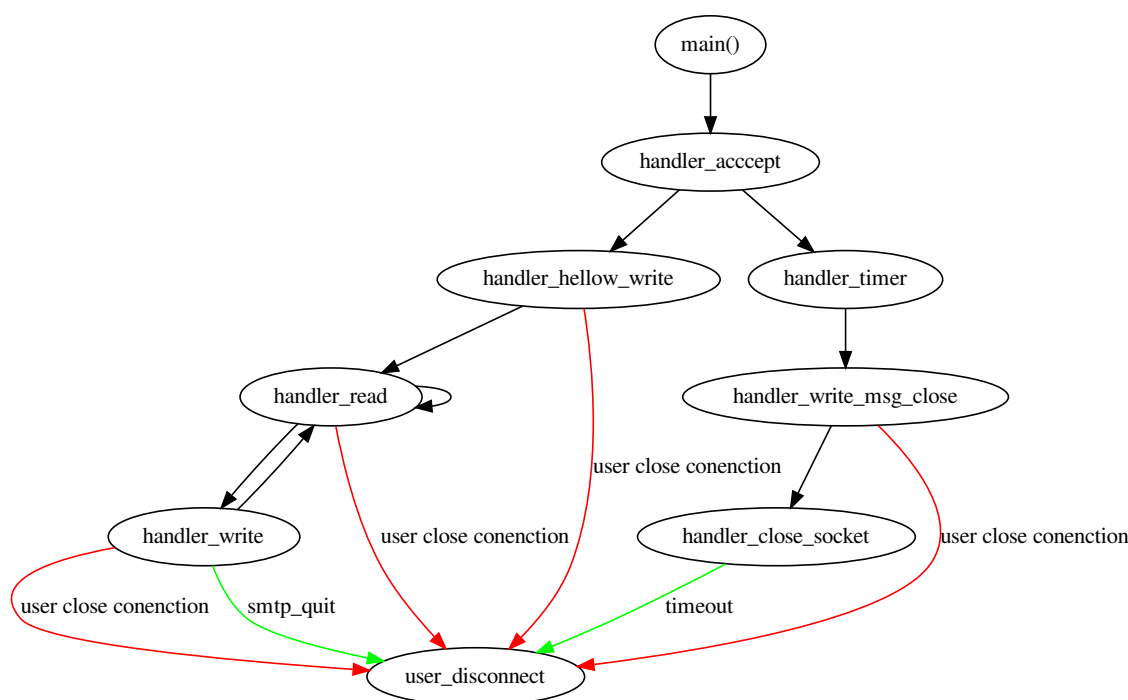 main()
handler_acccept
handler_hellow_write
handler_timer
handler_read
handler_write_msg_close
user close conenction
handler_write
user close conenction
handler_close_socket
user close conenction
user close conenction
smtp_quit
timeout
user_disconnect